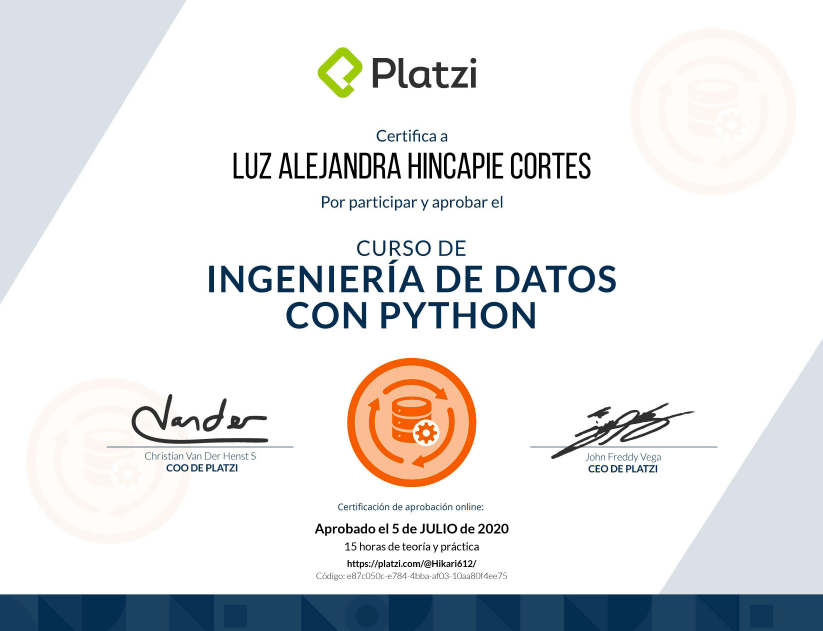 Platzi
Certifica a
LUZ ALEJANDRA HINCAPIE CORTES
Por participar y aprobar el
CURSO DE
INGENIERÍA DE DATOS
CON PYTHON
Christian Van Der Henst S
COO DE PLATZI
John Freddy Vega
CEO DE PLATZI
Certificación de aprobación online:
Aprobado el 5 de JULIO de 2020
15 horas de teoría y práctica
https://platzi.com/@Hikari612/
Código: e87c050c-e784-4bba-af03-10aa80f4ee75